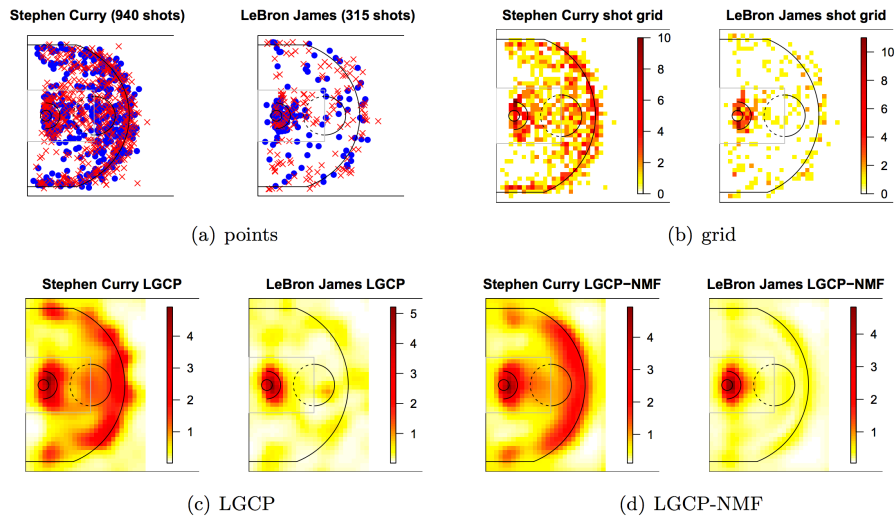 Stephen Curry (940 shots)
LeBron James (315 shots)
(a) points
Stephen Curry shot grid
10
8
6
4
2
0
LeBron James shot grid
10
8
6
4
2
0
(b) grid
Stephen Curry LGCP
4
3
2
1
LeBron James LGCP
5
4
3
2
1
(c) LGCP
Stephen Curry LGCP−NMF
4
3
2
1
LeBron James LGCP−NMF
4
3
2
1
(d) LGCP-NMF